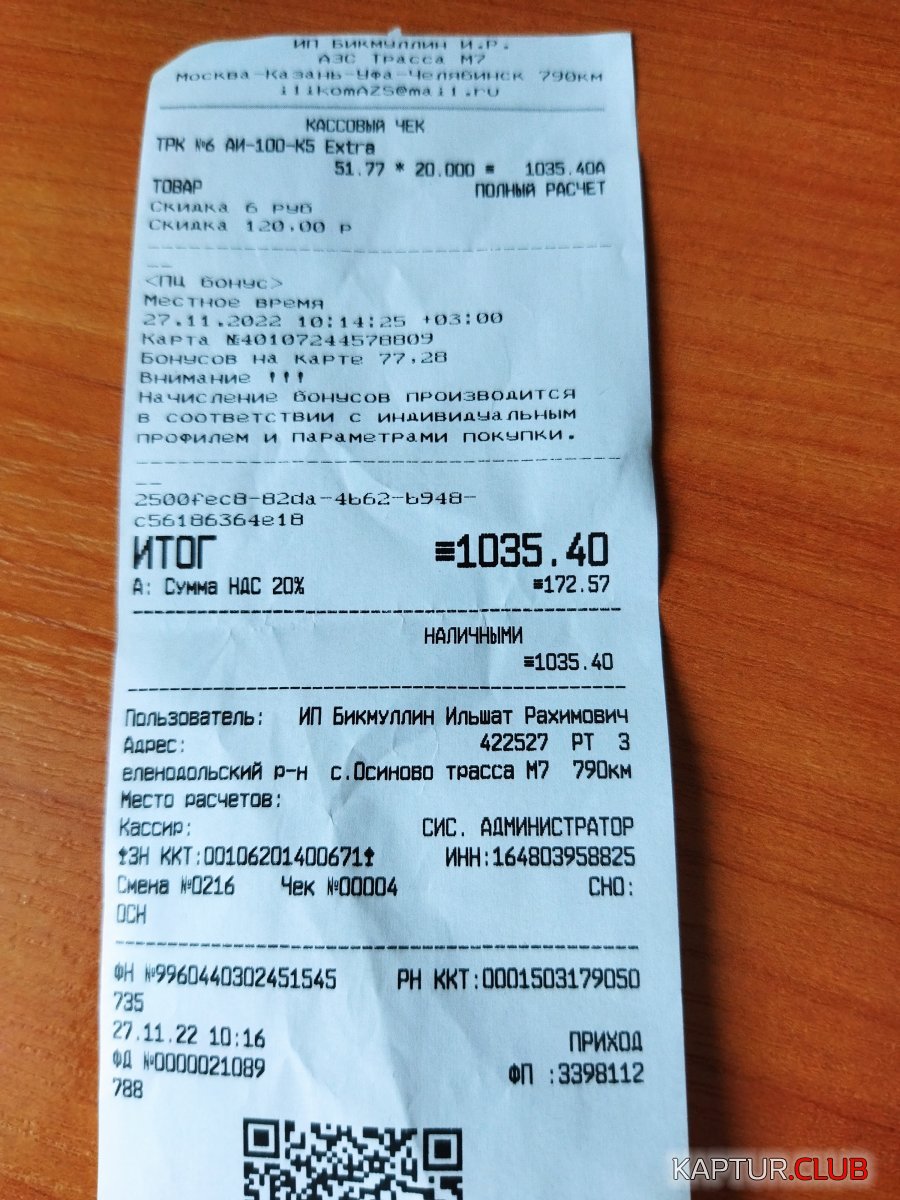 ИП БИКМУЛЛИН И.Р.
АЗС Трасса М7
Москва-Казань-Уфа-Челябинск 790км
ilikomAZS@mail.ru
КАССОВЫЙ ЧЕК
ТРК №6 АИ-100-К5 Extra
51.77 * 20.000 = 1035.40А
ТОВАР ПОЛНЫЙ РАСЧЕТ
Скидка 6 руб
Скидка 120.00 р
<ПЦ бонус>
Местное время
27.11.2022 10:14:25 +03:00
Карта №40107244578809
Бонусов на карте 77,28
Внимание !!!
Начисление бонусов производится
в соответствии с индивидуальным
профилем и параметрами покупки.
2500fec8-82da-4b62-b948-
c56186364e18
ИТОГ ≡1035.40
А: Сумма НДС 20% ≡172.57
НАЛИЧНЫМИ
≡1035.40
Пользователь: ИП Бикмуллин Ильшат Рахимович
Адрес: 422527 РТ З
еленодольский р-н с.Осиново трасса М7 790км
Место расчетов:
Кассир: СИС. АДМИНИСТРАТОР
ЗН ККТ:00106201400671 ИНН:164803958825
Смена №0216 Чек №00004 СНО:
ОСН
ФН №9960440302451545 РН ККТ:0001503179050
735
27.11.22 10:16 ПРИХОД
ФД №0000021089 ФП :3398112
788
KAPTUR.CLUB